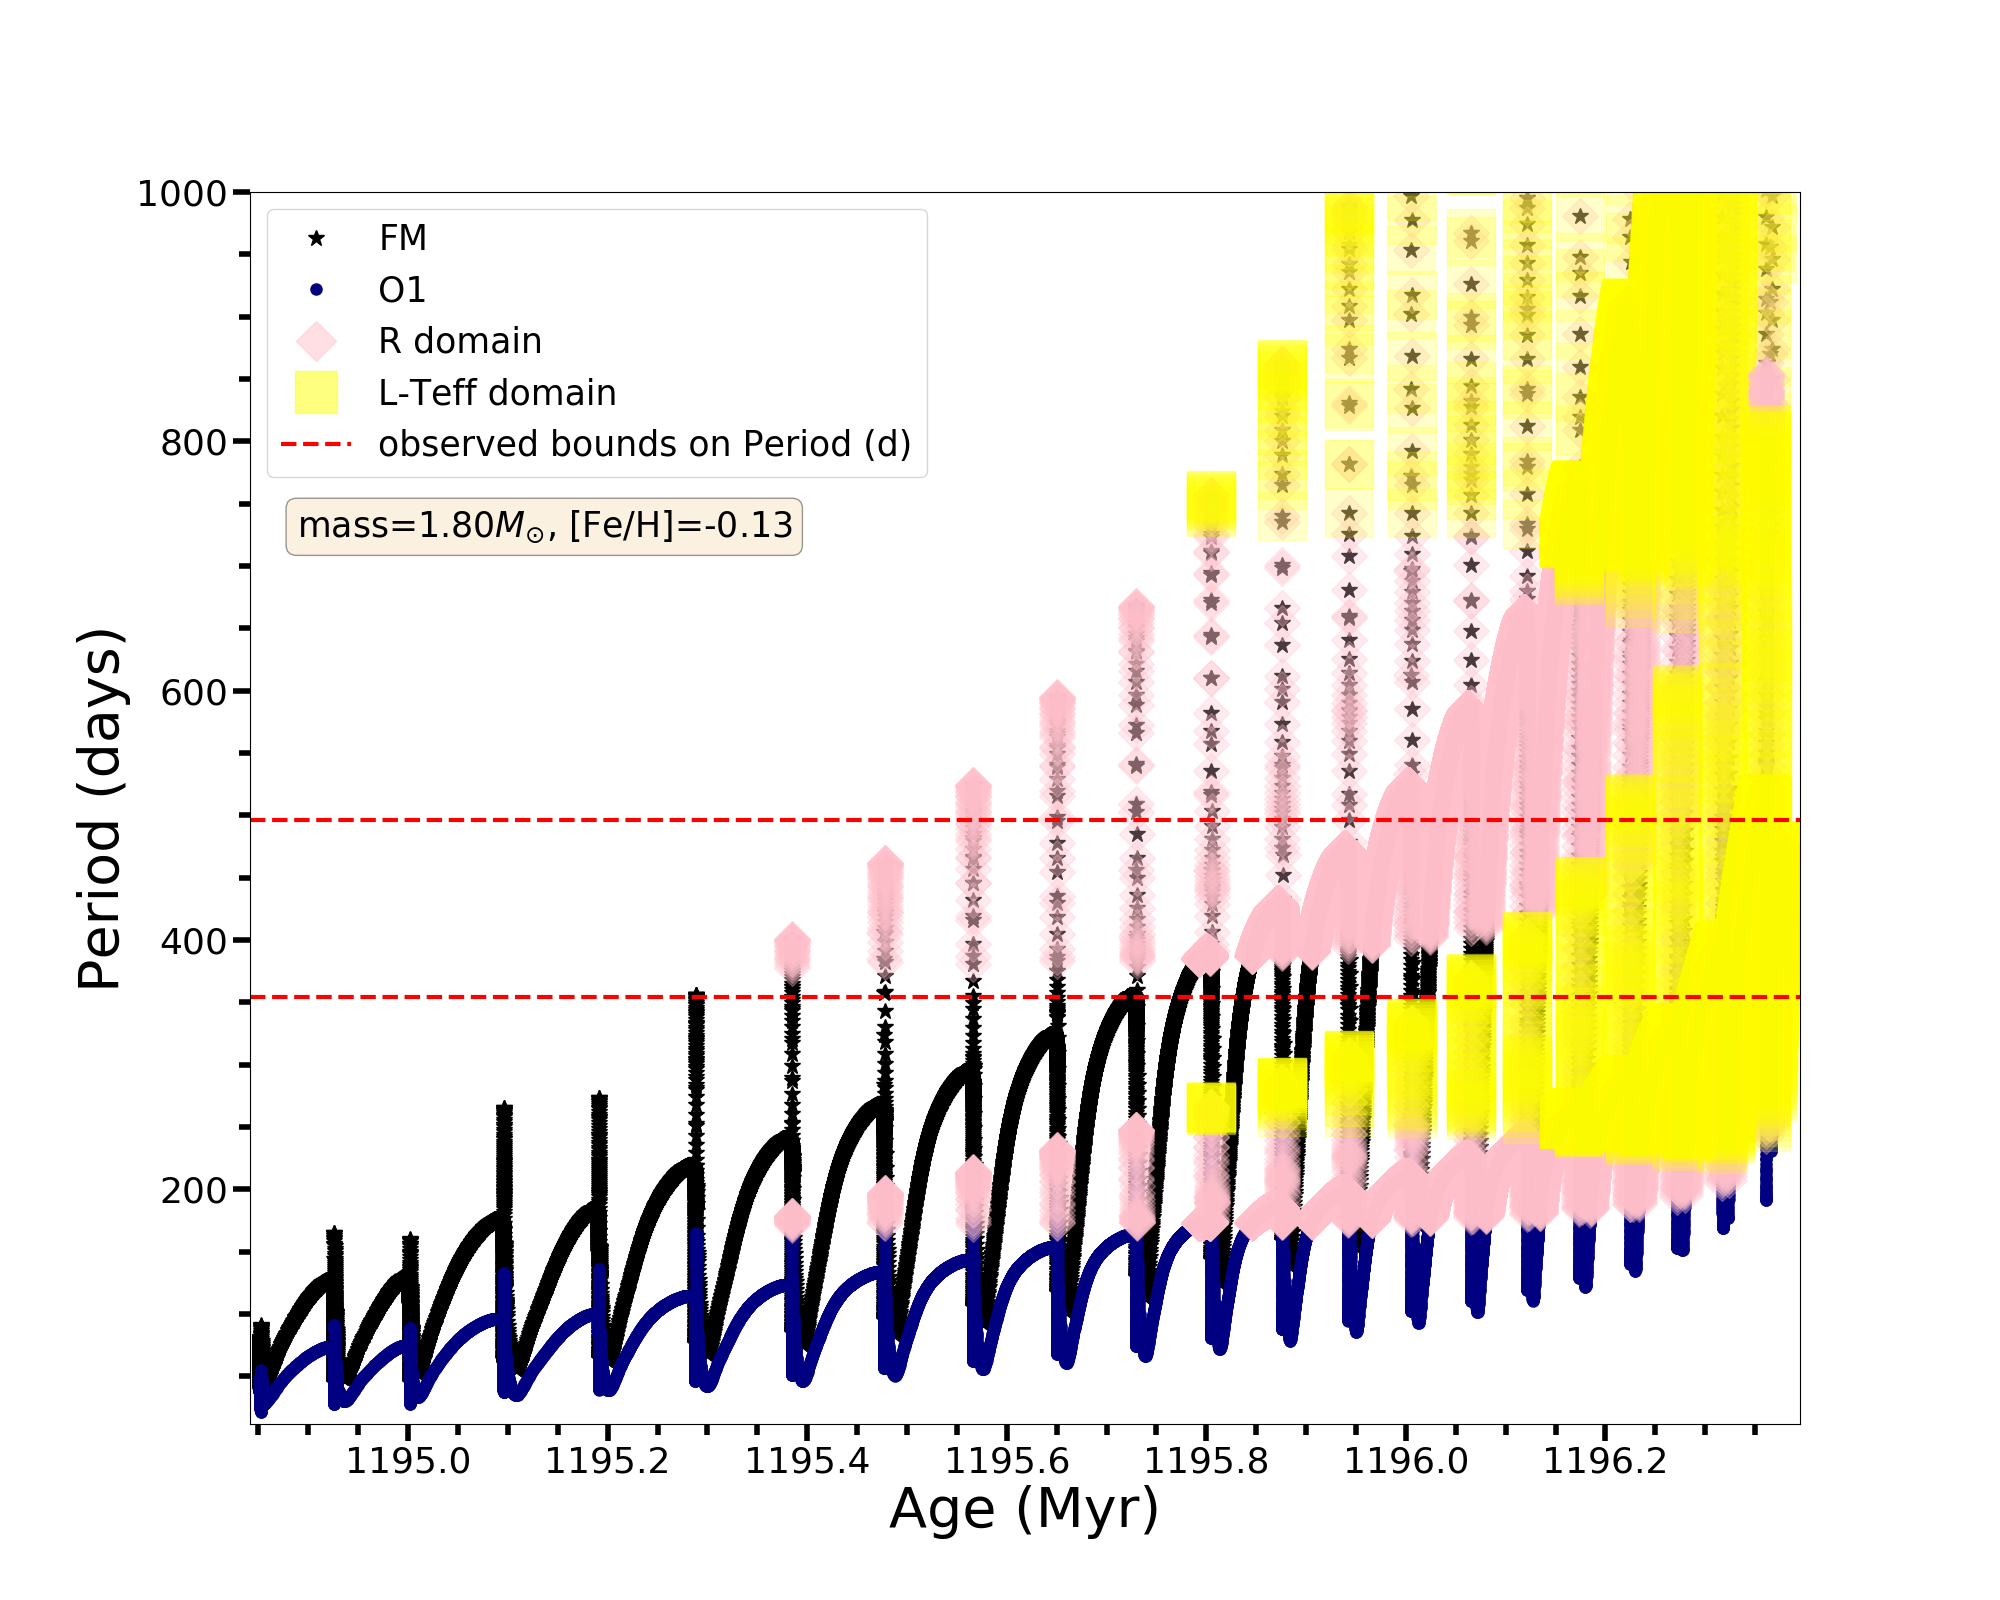 1000
800
600
400
200
Period (days)
FM
O1
R domain
L-Teff domain
observed bounds on Period (d)
mass=1.80M☉, [Fe/H]=-0.13
1195.0 1195.2 1195.4 1195.6 1195.8 1196.0 1196.2
Age (Myr)